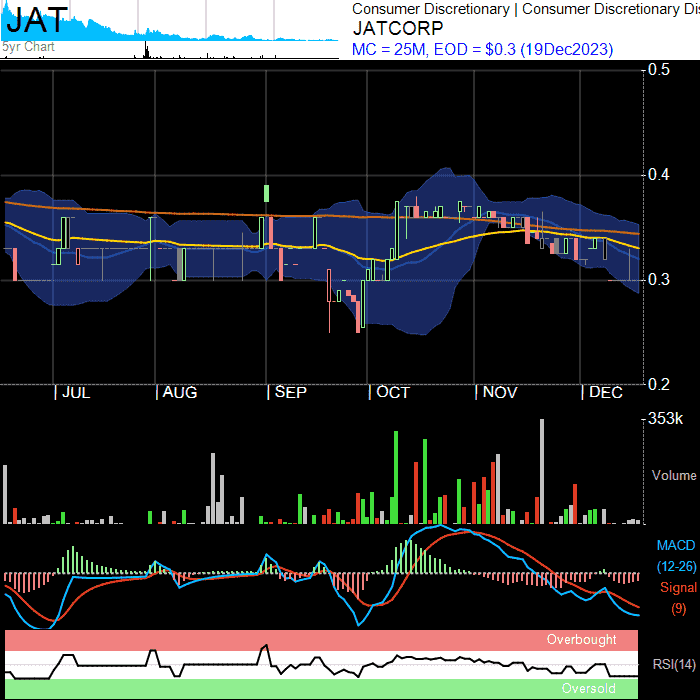 JAT
5yr Chart
Consumer Discretionary | Consumer Discretionary Dis
JATCORP
MC = 25M, EOD = $0.3 (19Dec2023)
0.5
0.4
0.3
0.2
JUL AUG SEP OCT NOV DEC
353k
Volume
MACD
(12-26)
Signal
(9)
Overbought
RSI(14)
Oversold